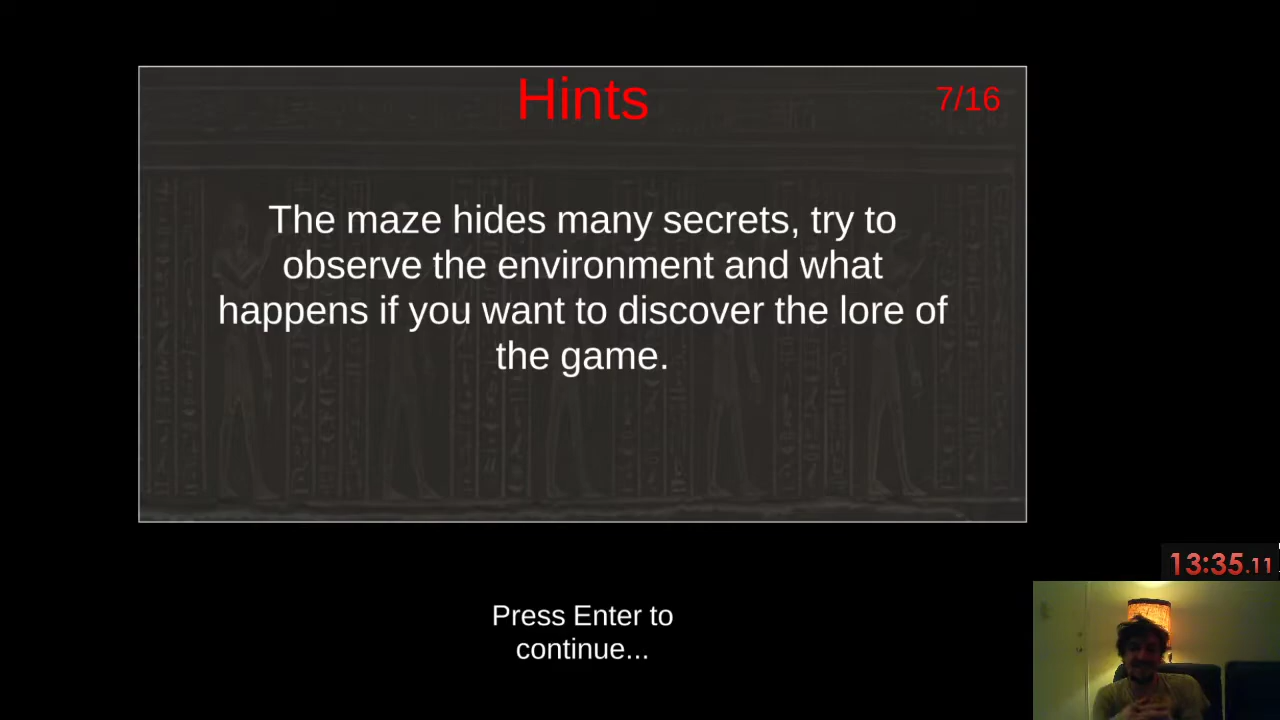 Hints
7/16
The maze hides many secrets, try to
observe the environment and what
happens if you want to discover the lore of
the game.
Press Enter to
continue...
13:35.11